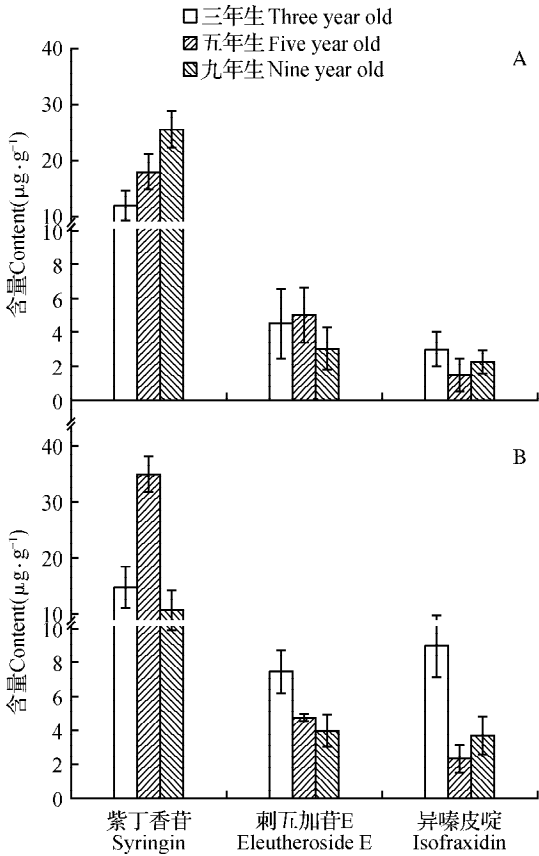 三年生 Three year old
五年生 Five year old
九年生 Nine year old
A
40
30
20
10
10
8
6
4
2
0
含量Content(μg·g⁻¹)
B
40
30
20
10
10
8
6
4
2
0
含量Content(μg·g⁻¹)
紫丁香苷 刺五加苷E 异嗪皮啶
Syringin Eleutheroside E Isofraxidin